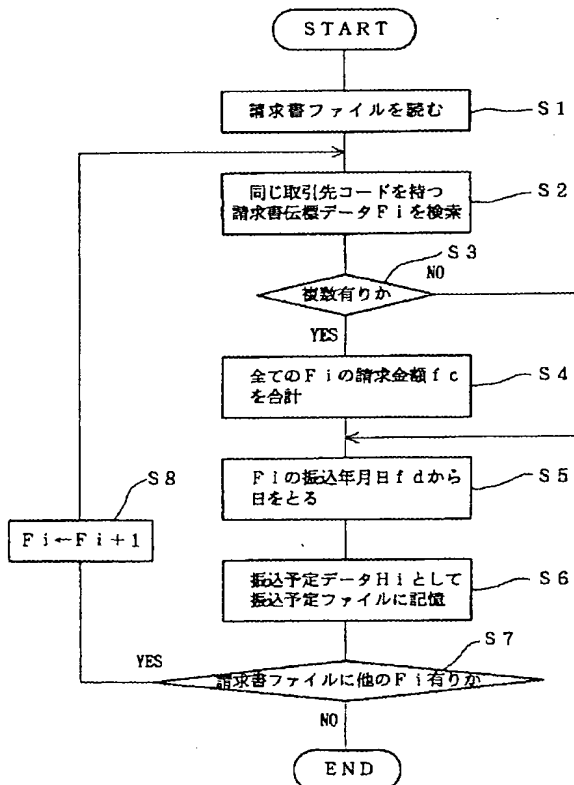 START
請求書ファイルを読む
S1
同じ取引先コードを持つ
請求書伝標データFiを検索
S2
複数有りか
S3
NO
YES
全てのFiの請求金額fc
を合計
S4
Fiの振込年月日fdから
日をとる
S5
振込予定データHiとして
振込予定ファイルに記憶
S6
請求書ファイルに他のFi有りか
S7
YES
Fi←Fi+1
S8
NO
END